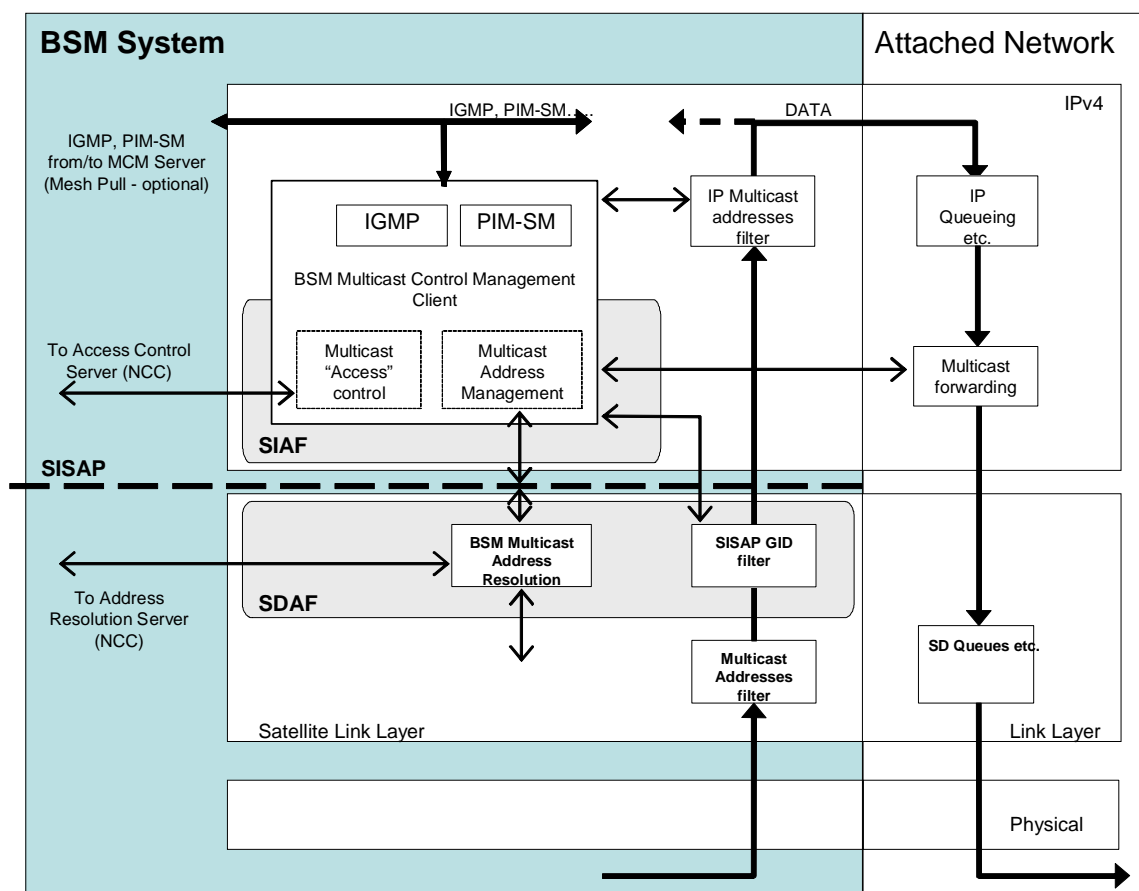 BSM System
Attached Network
IGMP, PIM-SM.....
DATA
IPv4
IGMP, PIM-SM
from/to MCM Server
(Mesh Pull - optional)
IGMP
PIM-SM
IP Multicast
addresses
filter
IP
Queueing
etc.
BSM Multicast Control Management
Client
To Access Control
Server (NCC)
Multicast
“Access”
control
Multicast
Address
Management
Multicast
forwarding
SIAF
SISAP
BSM Multicast
Address
Resolution
SISAP GID
filter
To Address
Resolution Server
(NCC)
SDAF
Multicast
Addresses
filter
SD Queues etc.
Satellite Link Layer
Link Layer
Physical